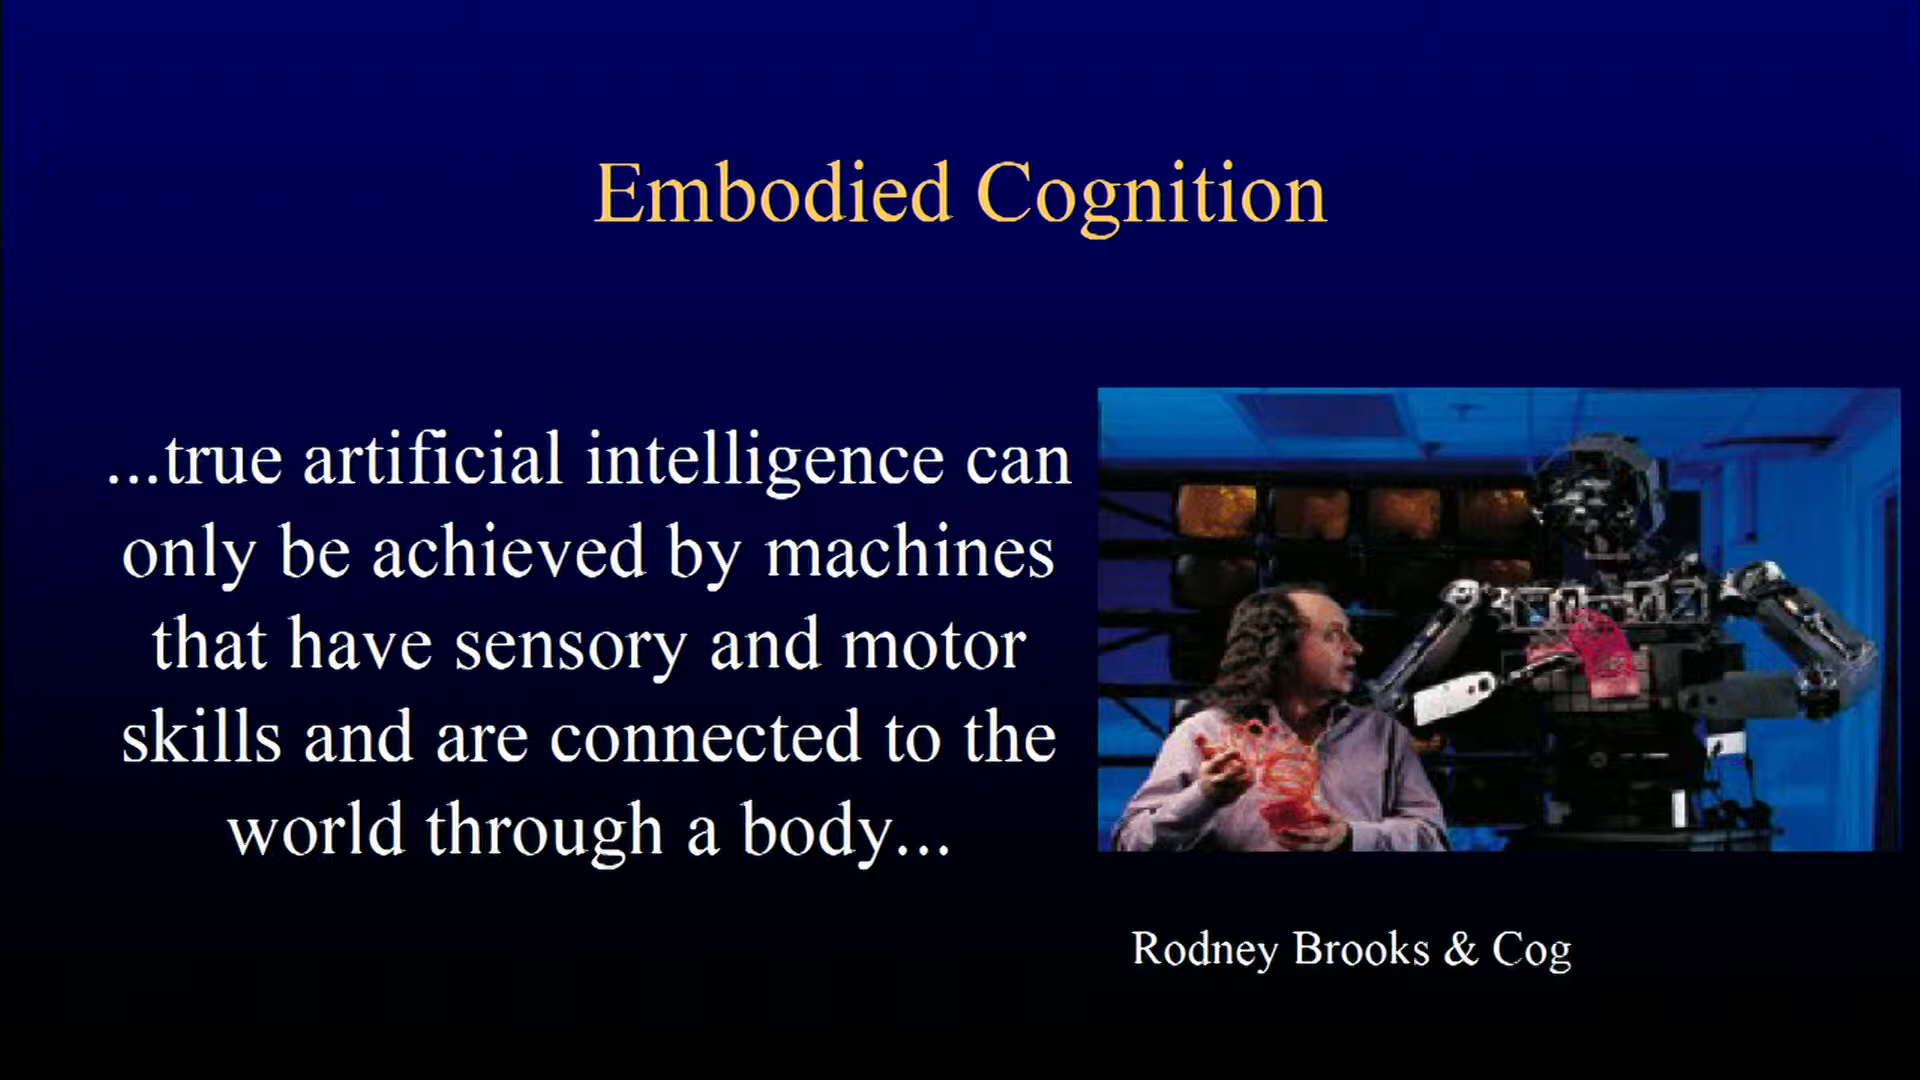 Embodied Cognition
...true artificial intelligence can
only be achieved by machines
that have sensory and motor
skills and are connected to the
world through a body...
Rodney Brooks & Cog